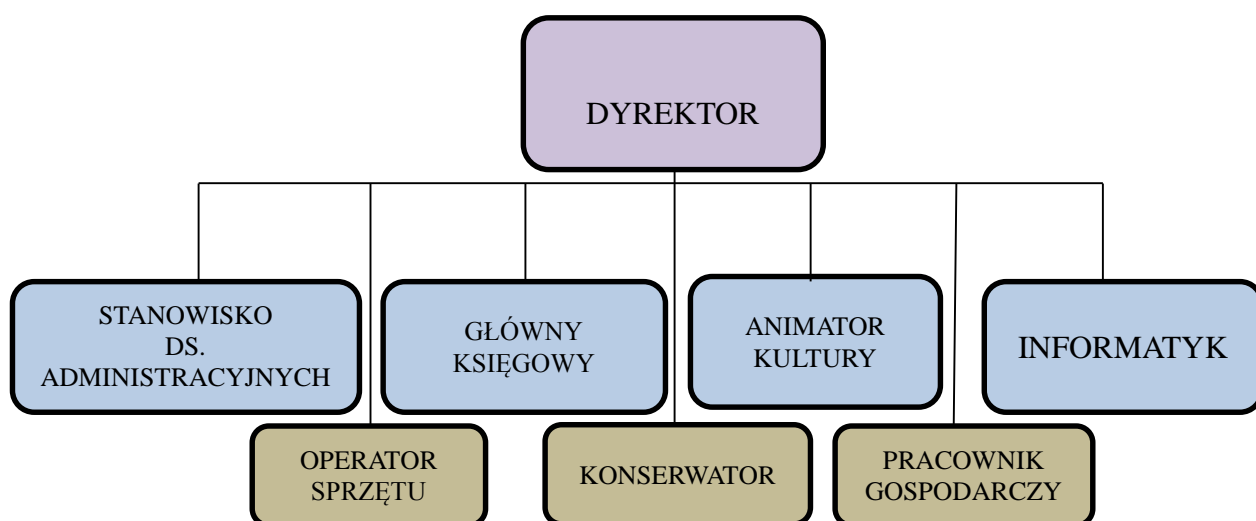 DYREKTOR
STANOWISKO
DS.
ADMINISTRACYJNYCH
GŁÓWNY
KSIĘGOWY
ANIMATOR
KULTURY
INFORMATYK
OPERATOR
SPRZĘTU
KONSERWATOR
PRACOWNIK
GOSPODARCZY